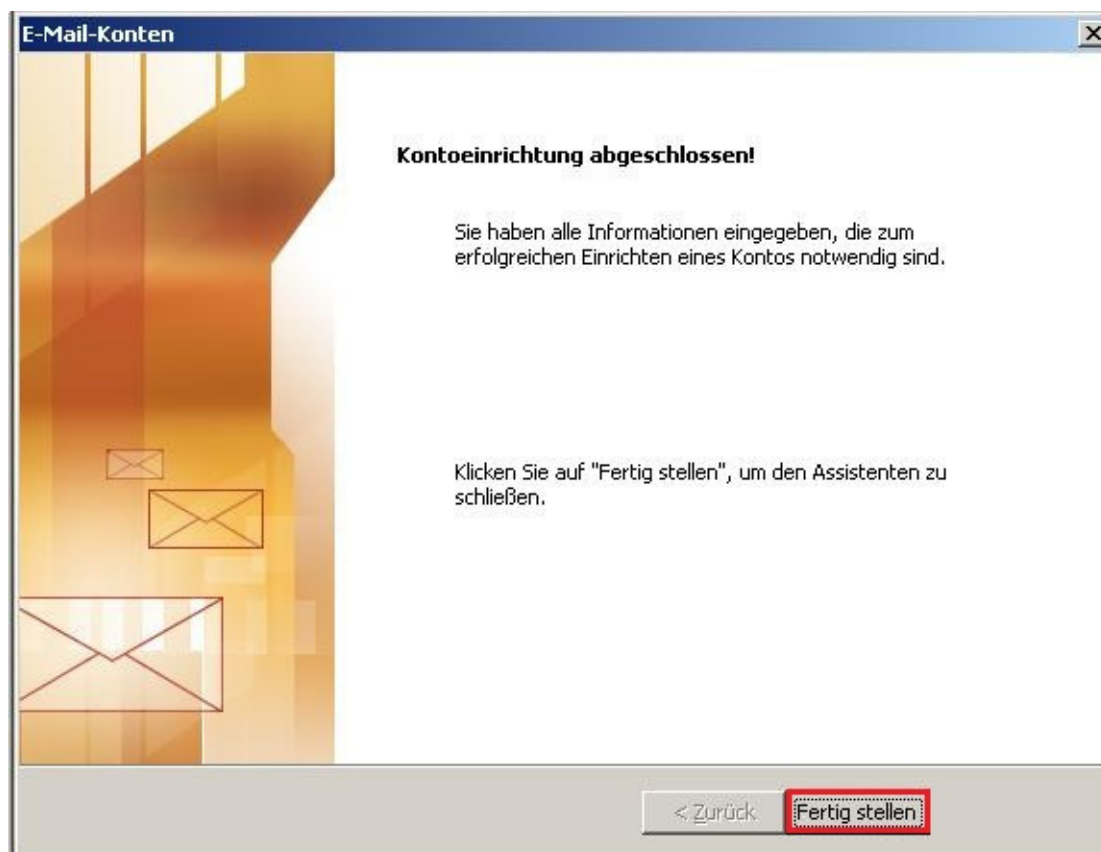 E-Mail-Konten
Kontoeinrichtung abgeschlossen!
Sie haben alle Informationen eingegeben, die zum
erfolgreichen Einrichten eines Kontos notwendig sind.
Klicken Sie auf "Fertig stellen", um den Assistenten zu
schließen.
< Zurück
Fertig stellen